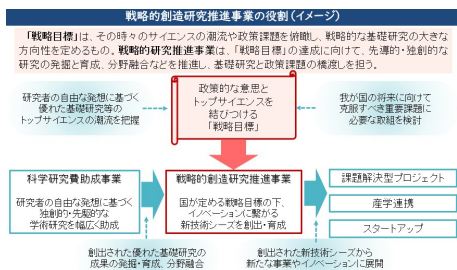 戦略的創造研究推進事業の役割（イメージ）
「戦略目標」は、その時々のサイエンスの潮流や政策課題を俯瞰し、戦略的な基礎研究の大きな
方向性を定めるもの。戦略的研究推進事業は、「戦略目標」の達成に向けて、先導的・独創的な
研究の発掘と育成、分野融合などを推進し、基礎研究と政策課題の橋渡しを担う。
研究者の自由な発想に基づく
優れた基礎研究等の
トップサイエンスの潮流を把握
政策的な意思と
トップサイエンスを
結びつける
「戦略目標」
我が国の将来に向けて
克服すべき重要課題に
必要な取組を検討
科学研究費助成事業
研究者の自由な発想に基づく
独創的・先駆的な
学術研究を幅広く助成
戦略的創造研究推進事業
国が定める戦略目標の下、
イノベーションに繋がる
新技術シーズを創出・育成
課題解決型プロジェクト
産学連携
スタートアップ
創出された優れた基礎研究の
成果の発掘・育成、分野融合
創出された新技術シーズから
新たな事業やイノベーションに展開